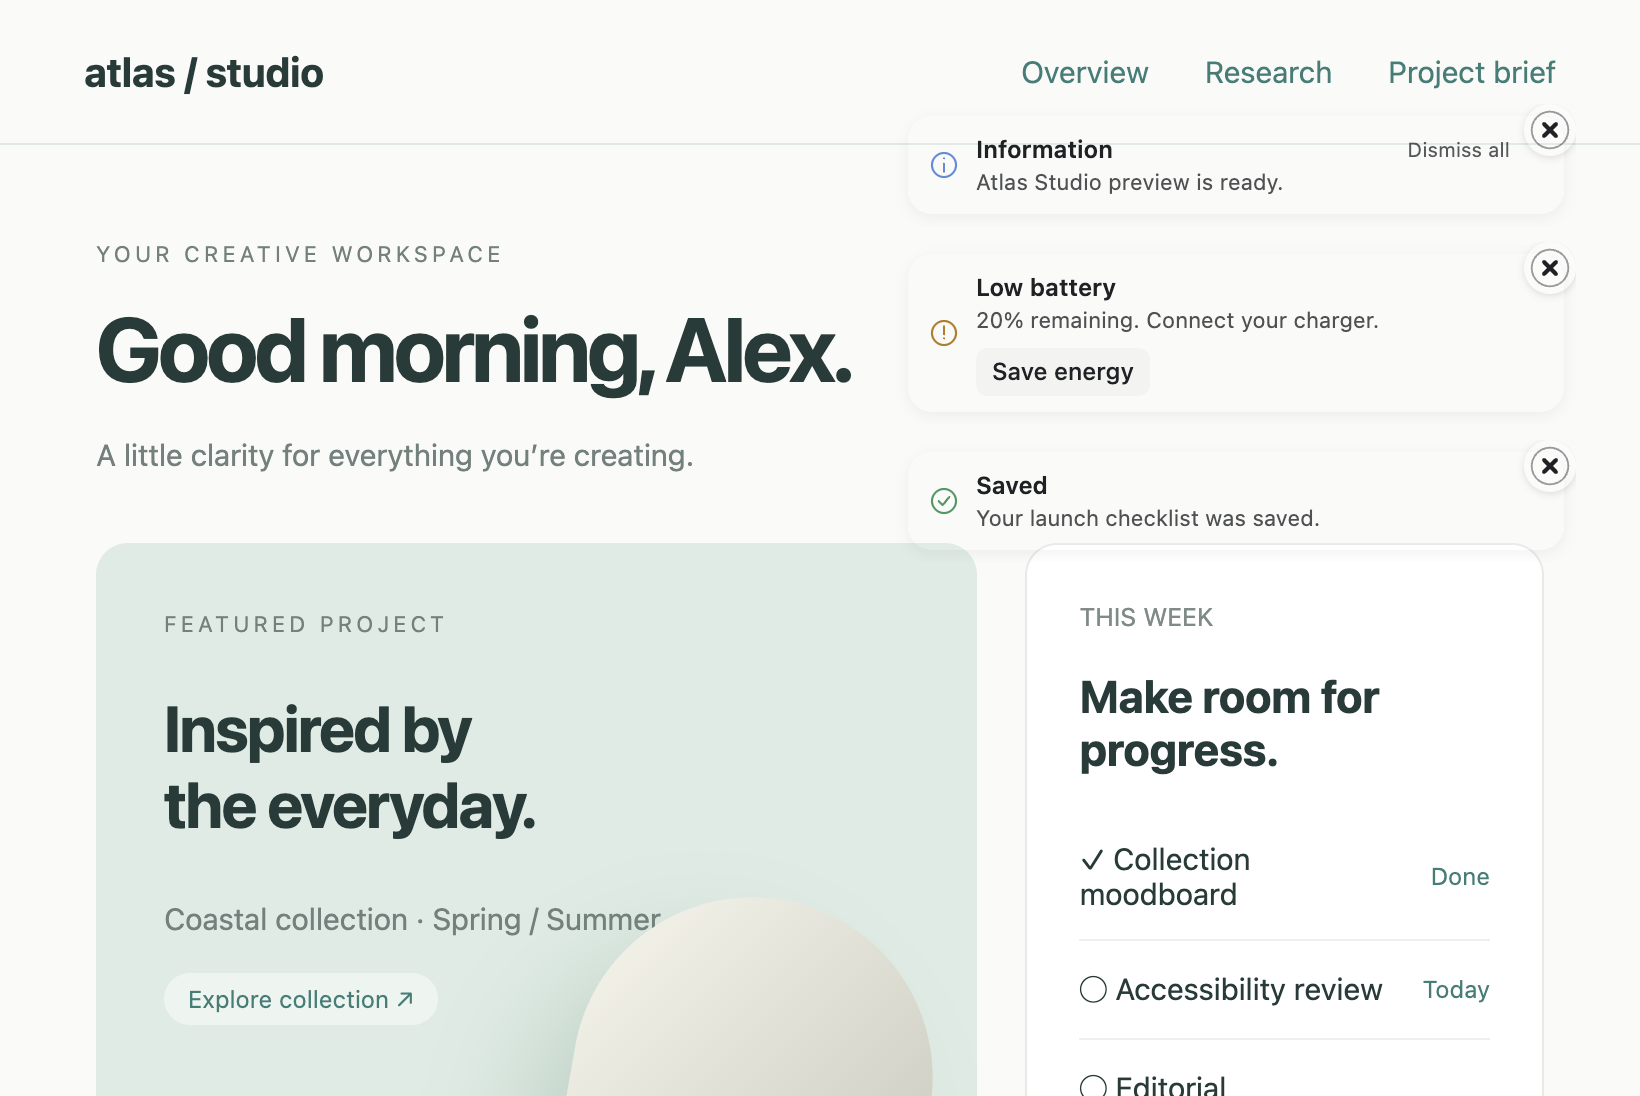 atlas / studio
Overview Research Project brief
Information
Dismiss all
Atlas Studio preview is ready.
Low battery
20% remaining. Connect your charger.
Save energy
Saved
Your launch checklist was saved.
YOUR CREATIVE WORKSPACE
Good morning, Alex.
A little clarity for everything you’re creating.
FEATURED PROJECT
Inspired by
the everyday.
Coastal collection · Spring / Summer
Explore collection ↗
THIS WEEK
Make room for
progress.
✓ Collection
moodboard
Done
○ Accessibility review Today
○ Editorial